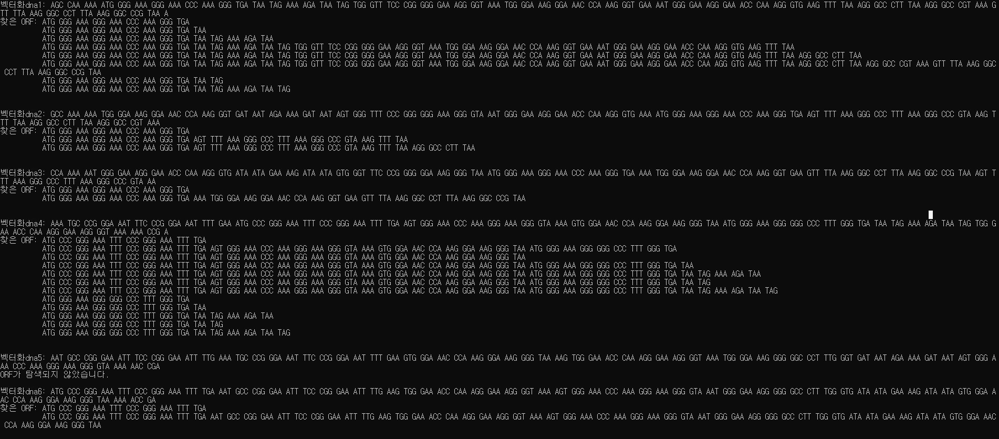 벡터화dna1: AGC CAA AAA ATG GGG AAA GGG AAA CCC AAA GGG TGA TAA TAG AAA AGA TAA TAG TGG GTT TCC CGG GGG GAA AGG GGT AAA TGG GGA AAG GGA AAC CCA AAG GGT GAA AAT GGG GAA AGG GAA ACC CAA AGG GTG AAG TTT TAA AGG GCC CTT TAA AGG GCC CGT AAA G
TT TTA AAG GGC CCT TTA AAG GGC CCG TAA A
찾은 ORF: ATG GGG AAA GGG AAA CCC AAA GGG TGA
ATG GGG AAA GGG AAA CCC AAA GGG TGA TAA
ATG GGG AAA GGG AAA CCC AAA GGG TGA TAA TAG AAA AGA TAA
ATG GGG AAA GGG AAA CCC AAA GGG TGA TAA TAG AAA AGA TAA TAG TGG GTT TCC CGG GGG GAA AGG GGT AAA TGG GGA AAG GGA AAC CCA AAG GGT GAA AAT GGG GAA AGG GAA ACC CAA AGG GTG AAG TTT TAA
ATG GGG AAA GGG AAA CCC AAA GGG TGA TAA TAG AAA AGA TAA TAG TGG GTT TCC CGG GGG GAA AGG GGT AAA TGG GGA AAG GGA AAC CCA AAG GGT GAA AAT GGG GAA AGG GAA ACC CAA AGG GTG AAG TTT TAA AGG GCC CTT TAA
ATG GGG AAA GGG AAA CCC AAA GGG TGA TAA TAG AAA AGA TAA TAG TGG GTT TCC CGG GGG GAA AGG GGT AAA TGG GGA AAG GGA AAC CCA AAG GGT GAA AAT GGG GAA AGG GAA ACC CAA AGG GTG AAG TTT TAA AGG GCC CTT TAA AGG GCC CGT AAA GTT TTA AAG GGC
CCT TTA AAG GGC CCG TAA
ATG GGG AAA GGG AAA CCC AAA GGG TGA TAA TAG
ATG GGG AAA GGG AAA CCC AAA GGG TGA TAA TAG AAA AGA TAA TAG
벡터화dna2: GCC AAA AAA TGG GGA AAG GGA AAC CCA AAG GGT GAT AAT AGA AAA GAT AAT AGT GGG TTT CCC GGG GGG AAA GGG GTA AAT GGG GAA AGG GAA ACC CAA AGG GTG AAA ATG GGG AAA GGG AAA CCC AAA GGG TGA AGT TTT AAA GGG CCC TTT AAA GGG CCC GTA AAG T
TT TAA AGG GCC CTT TAA AGG GCC CGT AAA
찾은 ORF: ATG GGG AAA GGG AAA CCC AAA GGG TGA
ATG GGG AAA GGG AAA CCC AAA GGG TGA AGT TTT AAA GGG CCC TTT AAA GGG CCC GTA AAG TTT TAA
ATG GGG AAA GGG AAA CCC AAA GGG TGA AGT TTT AAA GGG CCC TTT AAA GGG CCC GTA AAG TTT TAA AGG GCC CTT TAA
벡터화dna3: CCA AAA AAT GGG GAA AGG GAA ACC CAA AGG GTG ATA ATA GAA AAG ATA ATA GTG GGT TTC CCG GGG GGA AAG GGG TAA ATG GGG AAA GGG AAA CCC AAA GGG TGA AAA TGG GGA AAG GGA AAC CCA AAG GGT GAA GTT TTA AAG GGC CCT TTA AAG GGC CCG TAA AGT T
TT AAA GGG CCC TTT AAA GGG CCC GTA AA
찾은 ORF: ATG GGG AAA GGG AAA CCC AAA GGG TGA
ATG GGG AAA GGG AAA CCC AAA GGG TGA AAA TGG GGA AAG GGA AAC CCA AAG GGT GAA GTT TTA AAG GGC CCT TTA AAG GGC CCG TAA
벡터화dna4: AAA TGC CCG GGA AAT TTC CCG GGA AAT TTT GAA ATG CCC GGG AAA TTT CCC GGG AAA TTT TGA AGT GGG AAA CCC AAA GGG AAA GGG GTA AAA GTG GGA AAC CCA AAG GGA AAG GGG TAA ATG GGG AAA GGG GGG CCC TTT GGG TGA TAA TAG AAA AGA TAA TAG TGG G
AA ACC CAA AGG GAA AGG GGT AAA AAA CCG A
찾은 ORF: ATG CCC GGG AAA TTT CCC GGG AAA TTT TGA
ATG CCC GGG AAA TTT CCC GGG AAA TTT TGA AGT GGG AAA CCC AAA GGG AAA GGG GTA AAA GTG GGA AAC CCA AAG GGA AAG GGG TAA ATG GGG AAA GGG GGG CCC TTT GGG TGA
ATG CCC GGG AAA TTT CCC GGG AAA TTT TGA AGT GGG AAA CCC AAA GGG AAA GGG GTA AAA GTG GGA AAC CCA AAG GGA AAG GGG TAA
ATG CCC GGG AAA TTT CCC GGG AAA TTT TGA AGT GGG AAA CCC AAA GGG AAA GGG GTA AAA GTG GGA AAC CCA AAG GGA AAG GGG TAA ATG GGG AAA GGG GGG CCC TTT GGG TGA TAA
ATG CCC GGG AAA TTT CCC GGG AAA TTT TGA AGT GGG AAA CCC AAA GGG AAA GGG GTA AAA GTG GGA AAC CCA AAG GGA AAG GGG TAA ATG GGG AAA GGG GGG CCC TTT GGG TGA TAA TAG AAA AGA TAA
ATG CCC GGG AAA TTT CCC GGG AAA TTT TGA AGT GGG AAA CCC AAA GGG AAA GGG GTA AAA GTG GGA AAC CCA AAG GGA AAG GGG TAA ATG GGG AAA GGG GGG CCC TTT GGG TGA TAA TAG
ATG CCC GGG AAA TTT CCC GGG AAA TTT TGA AGT GGG AAA CCC AAA GGG AAA GGG GTA AAA GTG GGA AAC CCA AAG GGA AAG GGG TAA ATG GGG AAA GGG GGG CCC TTT GGG TGA TAA TAG AAA AGA TAA TAG
ATG GGG AAA GGG GGG CCC TTT GGG TGA
ATG GGG AAA GGG GGG CCC TTT GGG TGA TAA
ATG GGG AAA GGG GGG CCC TTT GGG TGA TAA TAG AAA AGA TAA
ATG GGG AAA GGG GGG CCC TTT GGG TGA TAA TAG
ATG GGG AAA GGG GGG CCC TTT GGG TGA TAA TAG AAA AGA TAA TAG
벡터화dna5: AAT GCC CGG GAA ATT TCC CGG GAA ATT TTG AAA TGC CCG GGA AAT TTC CCG GGA AAT TTT GAA GTG GGA AAC CCA AAG GGA AAG GGG TAA AAG TGG GAA ACC CAA AGG GAA AGG GGT AAA TGG GGA AAG GGG GGC CCT TTG GGT GAT AAT AGA AAA GAT AAT AGT GGG A
AA CCC AAA GGG AAA GGG GTA AAA AAC CGA
ORF가 탐색되지 않았습니다.
벡터화dna6: ATG CCC GGG AAA TTT CCC GGG AAA TTT TGA AAT GCC CGG GAA ATT TCC CGG GAA ATT TTG AAG TGG GAA ACC CAA AGG GAA AGG GGT AAA AGT GGG AAA CCC AAA GGG AAA GGG GTA AAT GGG GAA AGG GGG GCC CTT TGG GTG ATA ATA GAA AAG ATA ATA GTG GGA A
AC CCA AAG GGA AAG GGG TAA AAA ACC GA
찾은 ORF: ATG CCC GGG AAA TTT CCC GGG AAA TTT TGA
ATG CCC GGG AAA TTT CCC GGG AAA TTT TGA AAT GCC CGG GAA ATT TCC CGG GAA ATT TTG AAG TGG GAA ACC CAA AGG GAA AGG GGT AAA AGT GGG AAA CCC AAA GGG AAA GGG GTA AAT GGG GAA AGG GGG GCC CTT TGG GTG ATA ATA GAA AAG ATA ATA GTG GGA AAC
CCA AAG GGA AAG GGG TAA